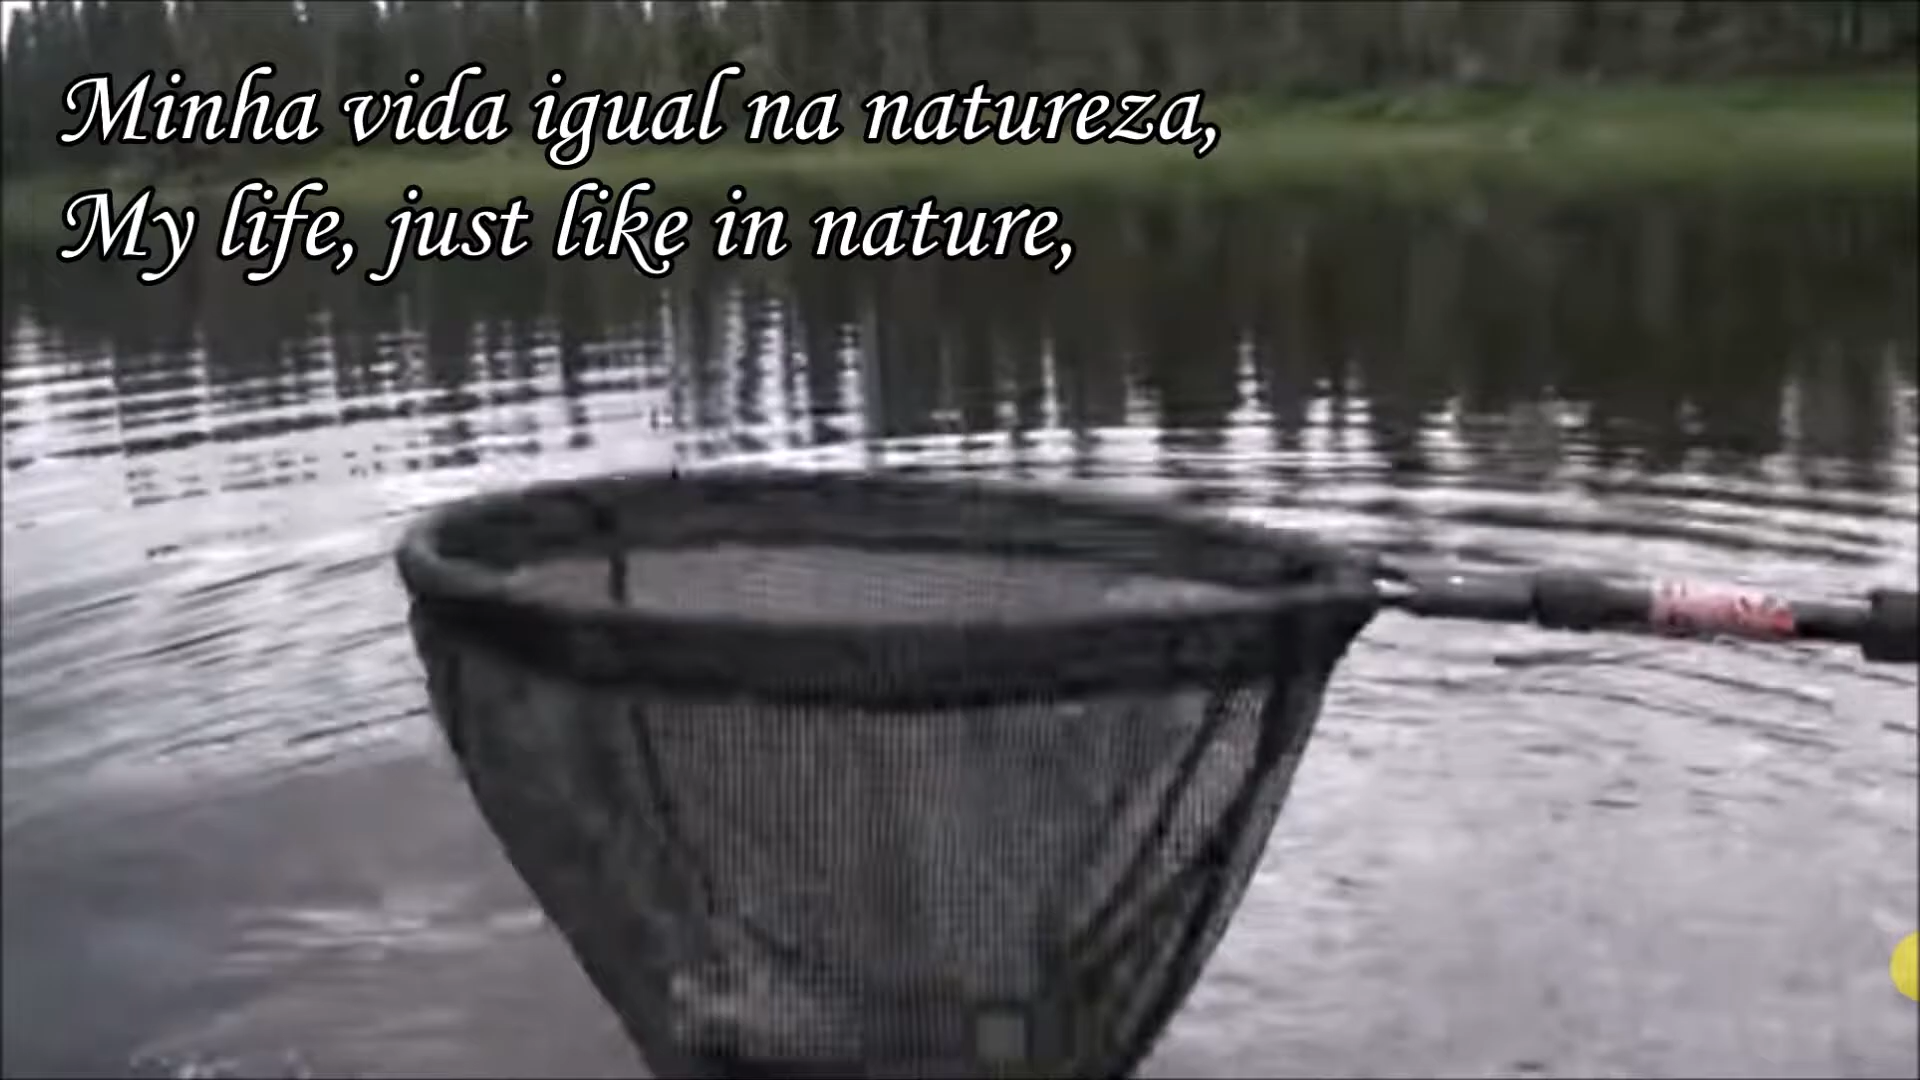 Minha vida igual na natureza,
My life, just like in nature,